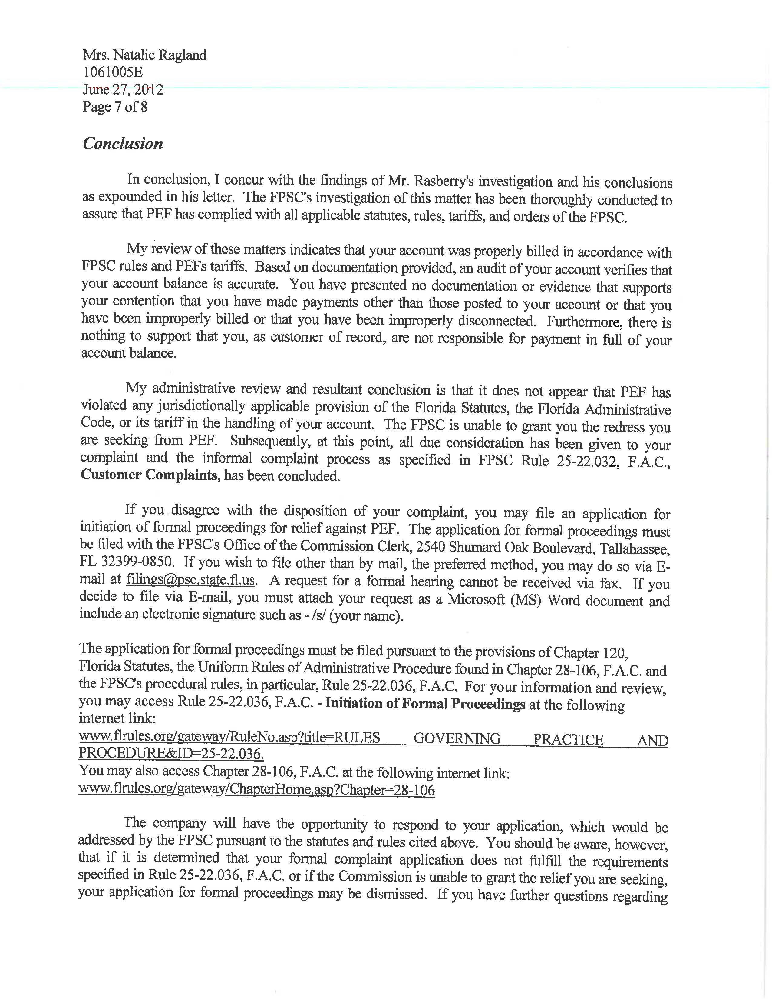 Mrs. Natalie Ragland
1061005E
June 27, 2012
Page 7 of 8
Conclusion
In conclusion, I concur with the findings of Mr. Rasberry's investigation and his conclusions
as expounded in his letter. The FPSC's investigation of this matter has been thoroughly conducted to
assure that PEF has complied with all applicable statutes, rules, tariffs, and orders of the FPSC.
My review of these matters indicates that your account was properly billed in accordance with
FPSC rules and PEFs tariffs. Based on documentation provided, an audit of your account verifies that
your account balance is accurate. You have presented no documentation or evidence that supports
your contention that you have made payments other than those posted to your account or that you
have been improperly billed or that you have been improperly disconnected. Furthermore, there is
nothing to support that you, as customer of record, are not responsible for payment in full of your
account balance.
My administrative review and resultant conclusion is that it does not appear that PEF has
violated any jurisdictionally applicable provision of the Florida Statutes, the Florida Administrative
Code, or its tariff in the handling of your account. The FPSC is unable to grant you the redress you
are seeking from PEF. Subsequently, at this point, all due consideration has been given to your
complaint and the informal complaint process as specified in FPSC Rule 25-22.032, F.A.C.,
Customer Complaints, has been concluded.
If you disagree with the disposition of your complaint, you may file an application for
initiation of formal proceedings for relief against PEF. The application for formal proceedings must
be filed with the FPSC's Office of the Commission Clerk, 2540 Shumard Oak Boulevard, Tallahassee,
FL 32399-0850. If you wish to file other than by mail, the preferred method, you may do so via E-
mail at filings@psc.state.fl.us. A request for a formal hearing cannot be received via fax. If you
decide to file via E-mail, you must attach your request as a Microsoft (MS) Word document and
include an electronic signature such as - /s/ (your name).
The application for formal proceedings must be filed pursuant to the provisions of Chapter 120,
Florida Statutes, the Uniform Rules of Administrative Procedure found in Chapter 28-106, F.A.C. and
the FPSC's procedural rules, in particular, Rule 25-22.036, F.A.C. For your information and review,
you may access Rule 25-22.036, F.A.C. - Initiation of Formal Proceedings at the following
internet link:
www.flrules.org/gateway/RuleNo.asp?title=RULES GOVERNING PRACTICE AND
PROCEDURE&ID=25-22.036.
You may also access Chapter 28-106, F.A.C. at the following internet link:
www.flrules.org/gateway/ChapterHome.asp?Chapter=28-106
The company will have the opportunity to respond to your application, which would be
addressed by the FPSC pursuant to the statutes and rules cited above. You should be aware, however,
that if it is determined that your formal complaint application does not fulfill the requirements
specified in Rule 25-22.036, F.A.C. or if the Commission is unable to grant the relief you are seeking,
your application for formal proceedings may be dismissed. If you have further questions regarding